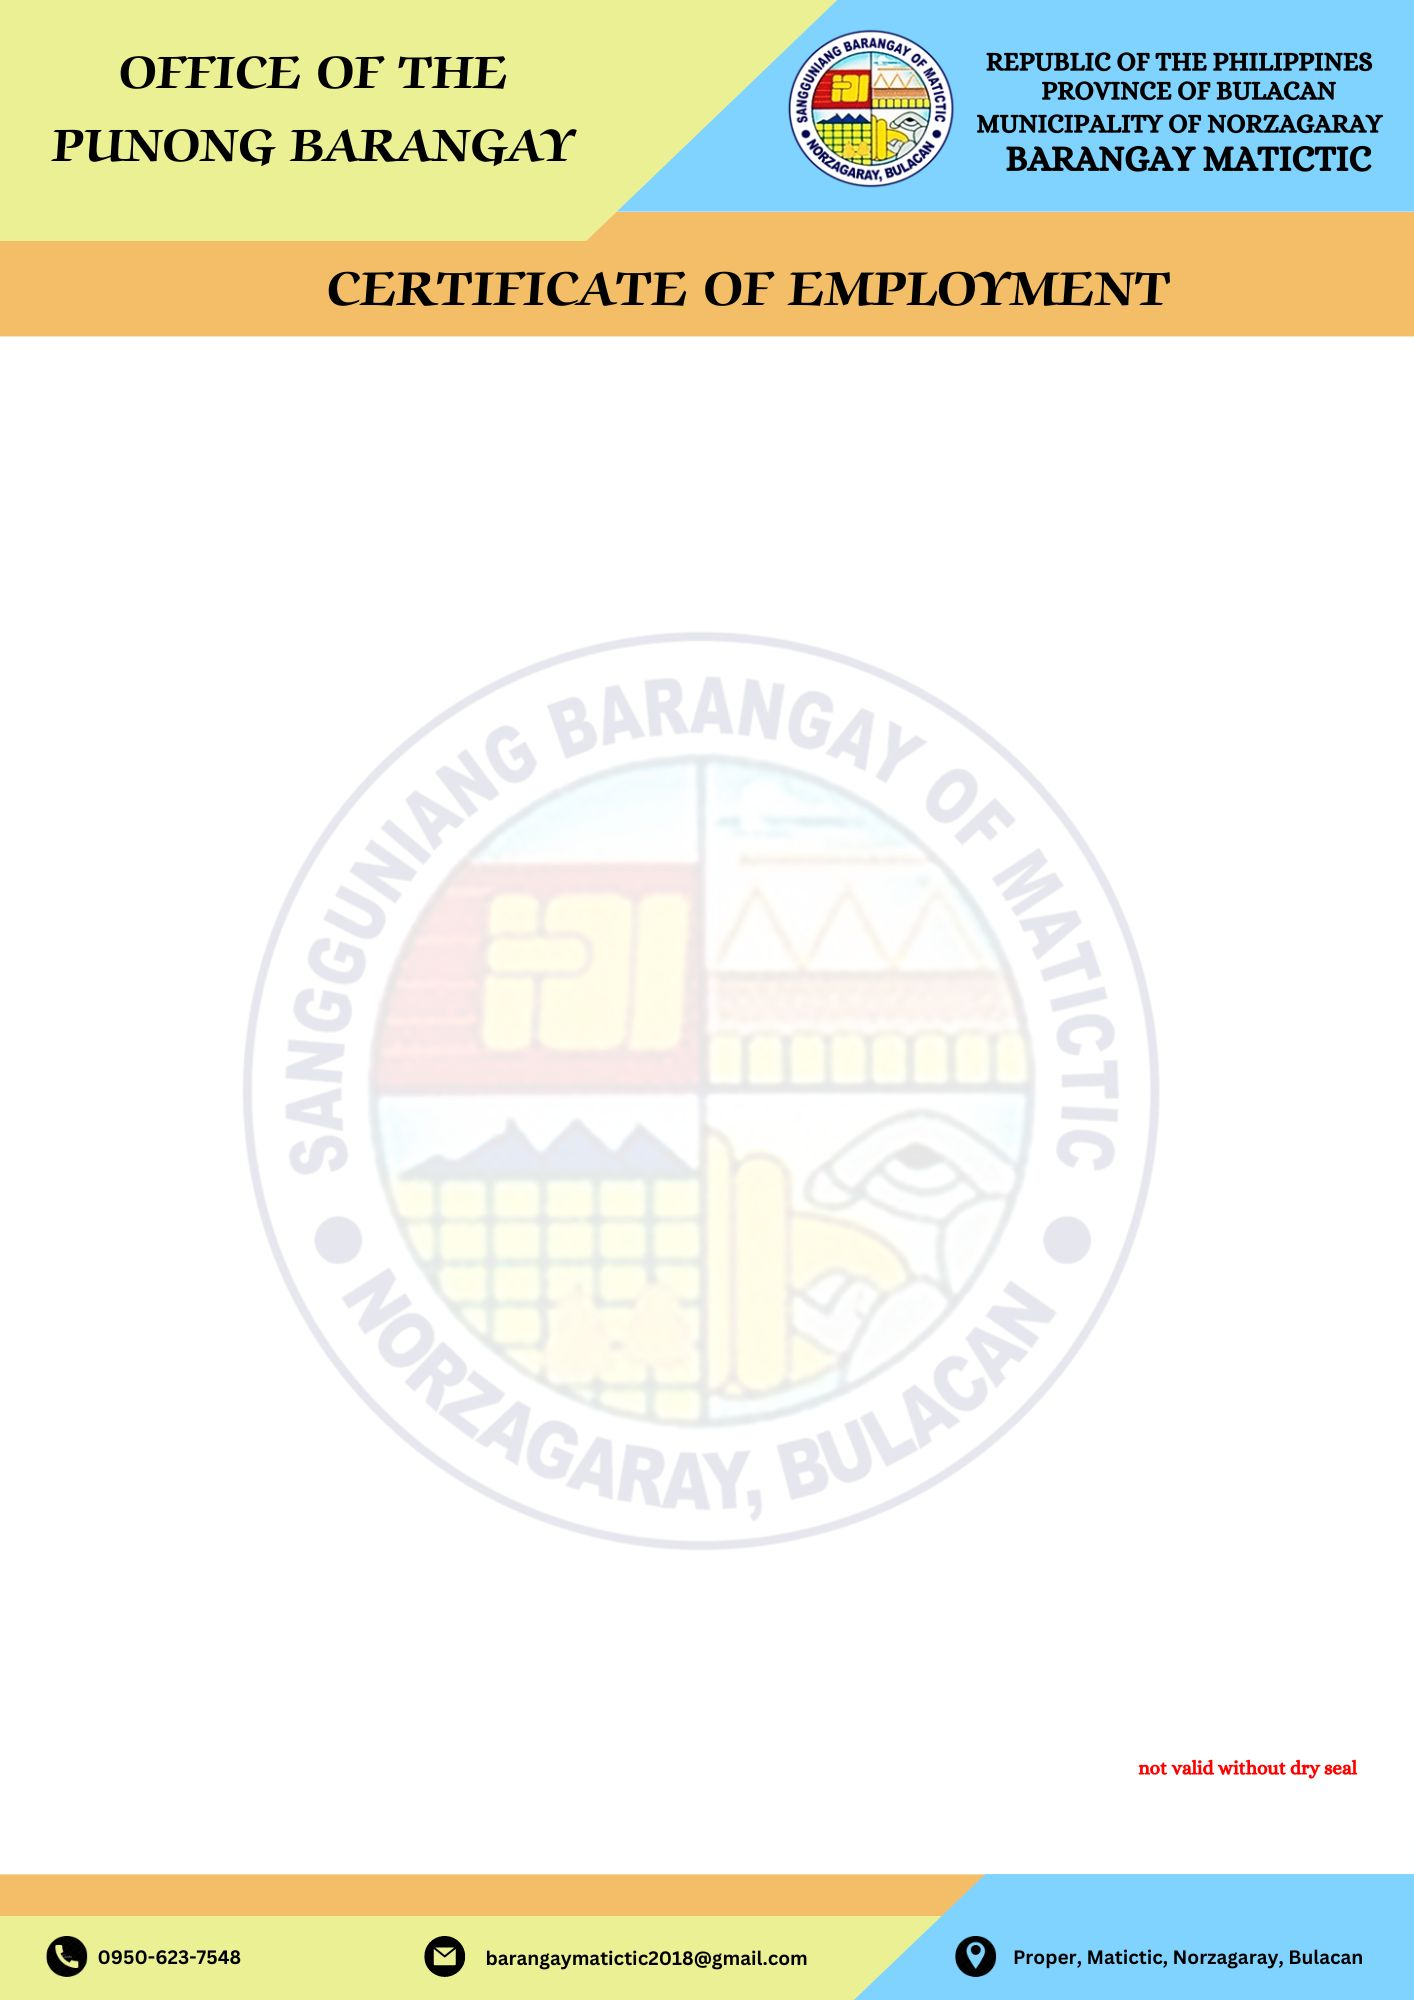 OFFICE OF THE
PUNONG BARANGAY
SANGGUNIANG BARANGAY OF MATICTIC
NORZAGARAY, BULACAN
REPUBLIC OF THE PHILIPPINES
PROVINCE OF BULACAN
MUNICIPALITY OF NORZAGARAY
BARANGAY MATICTIC
CERTIFICATE OF EMPLOYMENT
SANGGUNIANG BARANGAY OF MATICTIC
NORZAGARAY, BULACAN
not valid without dry seal
0950-623-7548
barangaymatictic2018@gmail.com
Proper, Matictic, Norzagaray, Bulacan